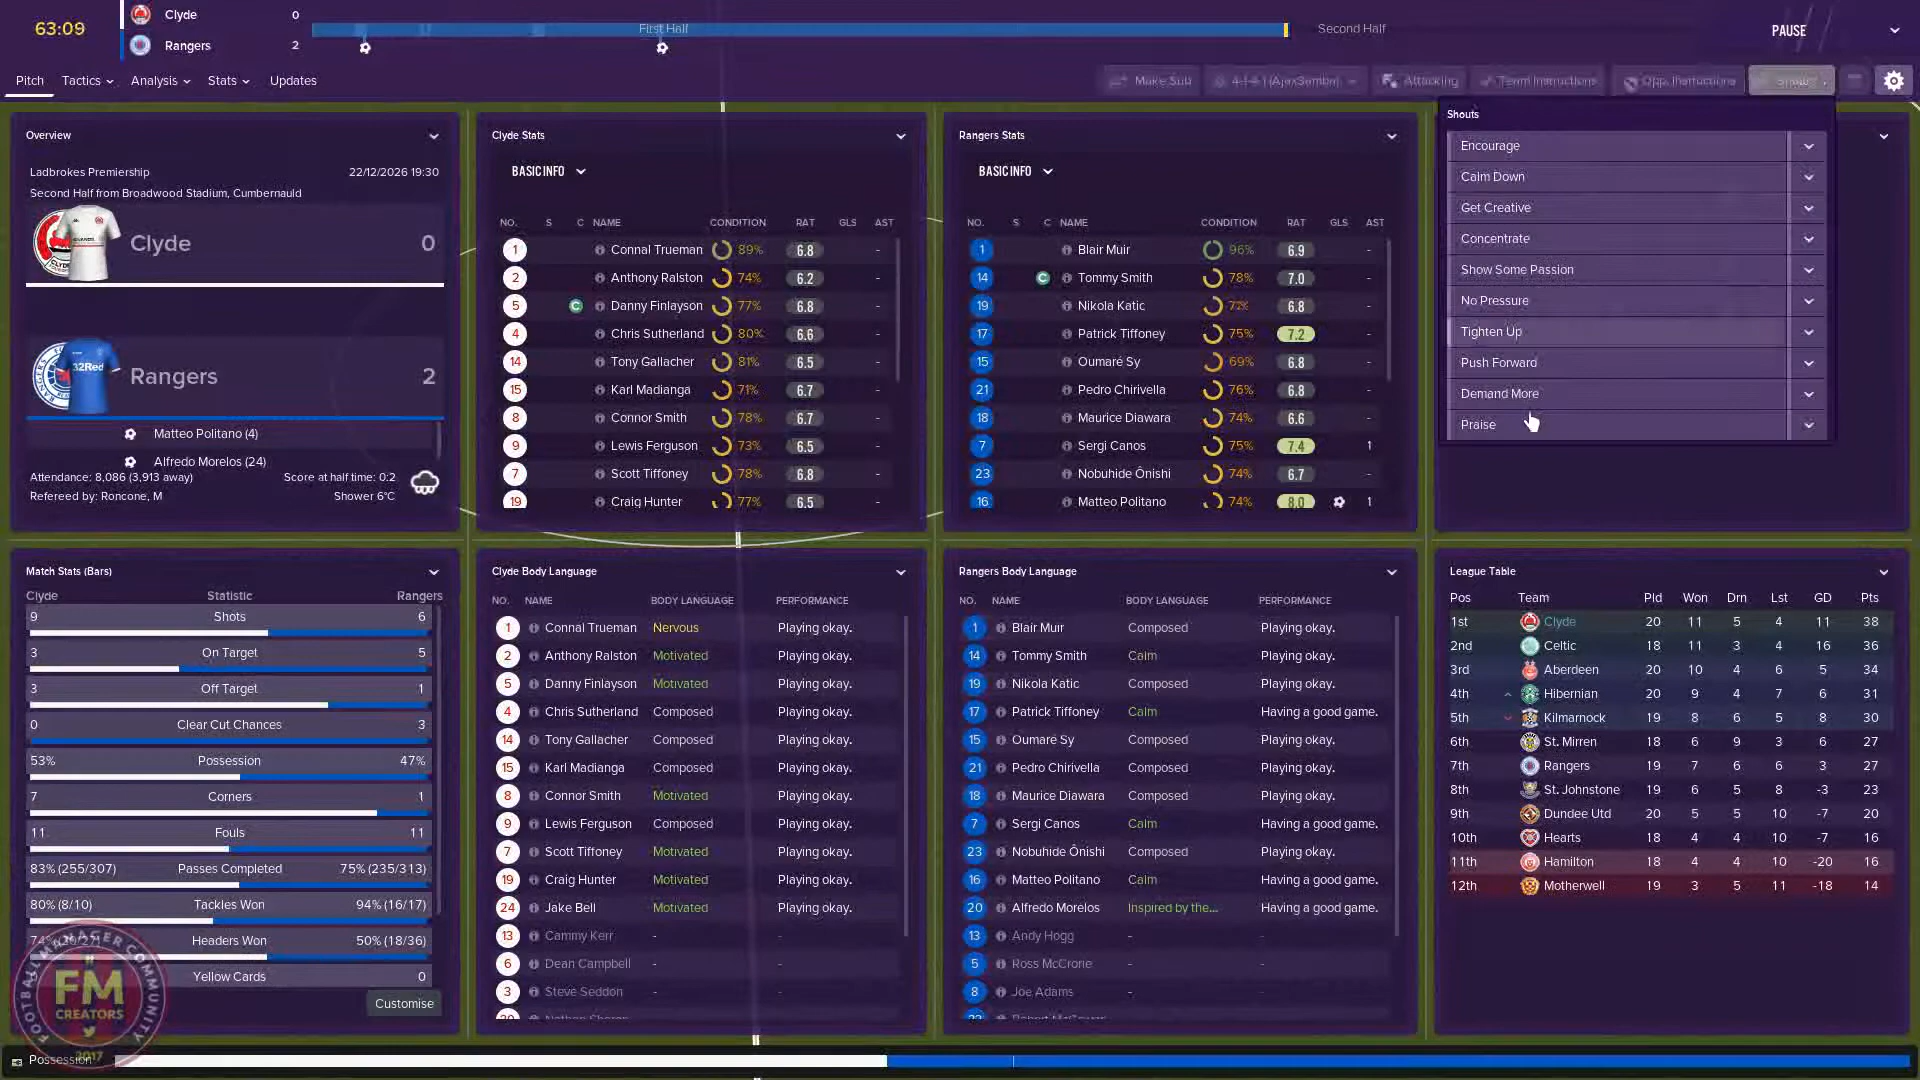 63:09
Clyde 0
Rangers 2
First Half
Second Half
PAUSE
Pitch Tactics Analysis Stats Updates
Make Sub
Attacking
Team Instructions
Opp. Instructions
Overview
Ladbrokes Premiership 22/12/2026 19:30
Second Half from Broadwood Stadium, Cumbernauld
Clyde 0
32Red
Rangers 2
Matteo Politano (4)
Alfredo Morelos (24)
Attendance: 8,086 (3,913 away) Score at half time: 0:2
Refereed by: Roncone, M Shower 6°C
Clyde Stats
BASIC INFO
NO. S C NAME CONDITION RAT GLS AST
1 Connal Trueman 89% 6.8 -
2 Anthony Ralston 74% 6.2 -
5 C Danny Finlayson 77% 6.8 -
4 Chris Sutherland 80% 6.6 -
14 Tony Gallacher 81% 6.5 -
15 Karl Madianga 71% 6.7 -
8 Connor Smith 78% 6.7 -
9 Lewis Ferguson 73% 6.5 -
7 Scott Tiffoney 78% 6.8 -
19 Craig Hunter 77% 6.5 -
Rangers Stats
BASIC INFO
NO. S C NAME CONDITION RAT GLS AST
1 Blair Muir 96% 6.9 -
14 C Tommy Smith 78% 7.0 -
19 Nikola Katic 6.8 -
17 Patrick Tiffoney 75% 7.2 -
15 Oumaré Sy 69% 6.8 -
21 Pedro Chirivella 76% 6.8 -
18 Maurice Diawara 74% 6.6 -
7 Sergi Canos 75% 7.4 1
23 Nobuhide Ônishi 74% 6.7 -
16 Matteo Politano 74% 8.0 1
Shouts
Encourage
Calm Down
Get Creative
Concentrate
Show Some Passion
No Pressure
Tighten Up
Push Forward
Demand More
Praise
Match Stats (Bars)
Clyde Statistic Rangers
9 Shots 6
3 On Target 5
3 Off Target 1
0 Clear Cut Chances 3
53% Possession 47%
7 Corners 1
11 Fouls 11
83% (255/307) Passes Completed 75% (235/313)
80% (8/10) Tackles Won 94% (16/17)
Headers Won 50% (18/36)
Yellow Cards 0
Customise
FOOTBALL MANAGER COMMUNITY
FM
CREATORS
2017
Clyde Body Language
NO. NAME BODY LANGUAGE PERFORMANCE
1 Connal Trueman Nervous Playing okay.
2 Anthony Ralston Motivated Playing okay.
5 Danny Finlayson Motivated Playing okay.
4 Chris Sutherland Composed Playing okay.
14 Tony Gallacher Composed Playing okay.
15 Karl Madianga Composed Playing okay.
8 Connor Smith Motivated Playing okay.
9 Lewis Ferguson Composed Playing okay.
7 Scott Tiffoney Motivated Playing okay.
19 Craig Hunter Motivated Playing okay.
24 Jake Bell Motivated Playing okay.
13 Cammy Kerr - -
6 Dean Campbell - -
3 Steve Seddon - -
Rangers Body Language
NO. NAME BODY LANGUAGE PERFORMANCE
1 Blair Muir Composed Playing okay.
14 Tommy Smith Calm Playing okay.
19 Nikola Katic Composed Playing okay.
17 Patrick Tiffoney Calm Having a good game.
15 Oumaré Sy Composed Playing okay.
21 Pedro Chirivella Composed Playing okay.
18 Maurice Diawara Composed Playing okay.
7 Sergi Canos Calm Having a good game.
23 Nobuhide Ônishi Composed Playing okay.
16 Matteo Politano Calm Having a good game.
20 Alfredo Morelos Inspired by the... Having a good game.
13 Andy Hogg - -
5 Ross McCrorie - -
8 Joe Adams - -
League Table
Pos Team Pld Won Drn Lst GD Pts
1st Clyde 20 11 5 4 11 38
2nd Celtic 18 11 3 4 16 36
3rd Aberdeen 20 10 4 6 5 34
4th Hibernian 20 9 4 7 6 31
5th Kilmarnock 19 8 6 5 8 30
6th St. Mirren 18 6 9 3 6 27
7th Rangers 19 7 6 6 3 27
8th St. Johnstone 19 6 5 8 -3 23
9th Dundee Utd 20 5 5 10 -7 20
10th Hearts 18 4 4 10 -7 16
11th Hamilton 18 4 4 10 -20 16
12th Motherwell 19 3 5 11 -18 14
Possession